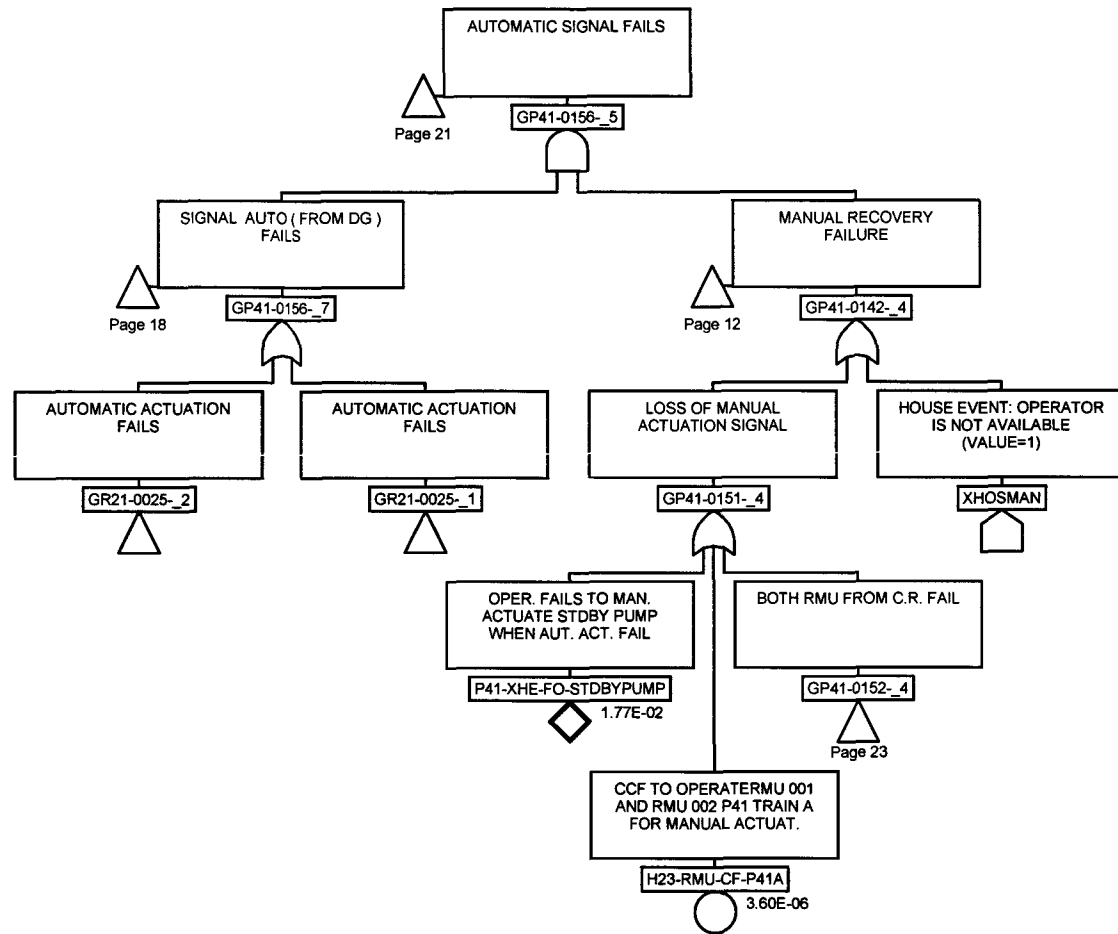 AUTOMATIC SIGNAL FAILS
Page 21
GP41-0156-_5
SIGNAL AUTO ( FROM DG )
FAILS
Page 18
GP41-0156-_7
MANUAL RECOVERY
FAILURE
Page 12
GP41-0142-_4
AUTOMATIC ACTUATION
FAILS
GR21-0025-_2
AUTOMATIC ACTUATION
FAILS
GR21-0025-_1
LOSS OF MANUAL
ACTUATION SIGNAL
GP41-0151-_4
HOUSE EVENT: OPERATOR
IS NOT AVAILABLE
(VALUE=1)
XHOSMAN
OPER. FAILS TO MAN.
ACTUATE STDBY PUMP
WHEN AUT. ACT. FAIL
P41-XHE-FO-STDBYPUMP
1.77E-02
BOTH RMU FROM C.R. FAIL
GP41-0152-_4
Page 23
CCF TO OPERATERMU 001
AND RMU 002 P41 TRAIN A
FOR MANUAL ACTUAT.
H23-RMU-CF-P41A
3.60E-06